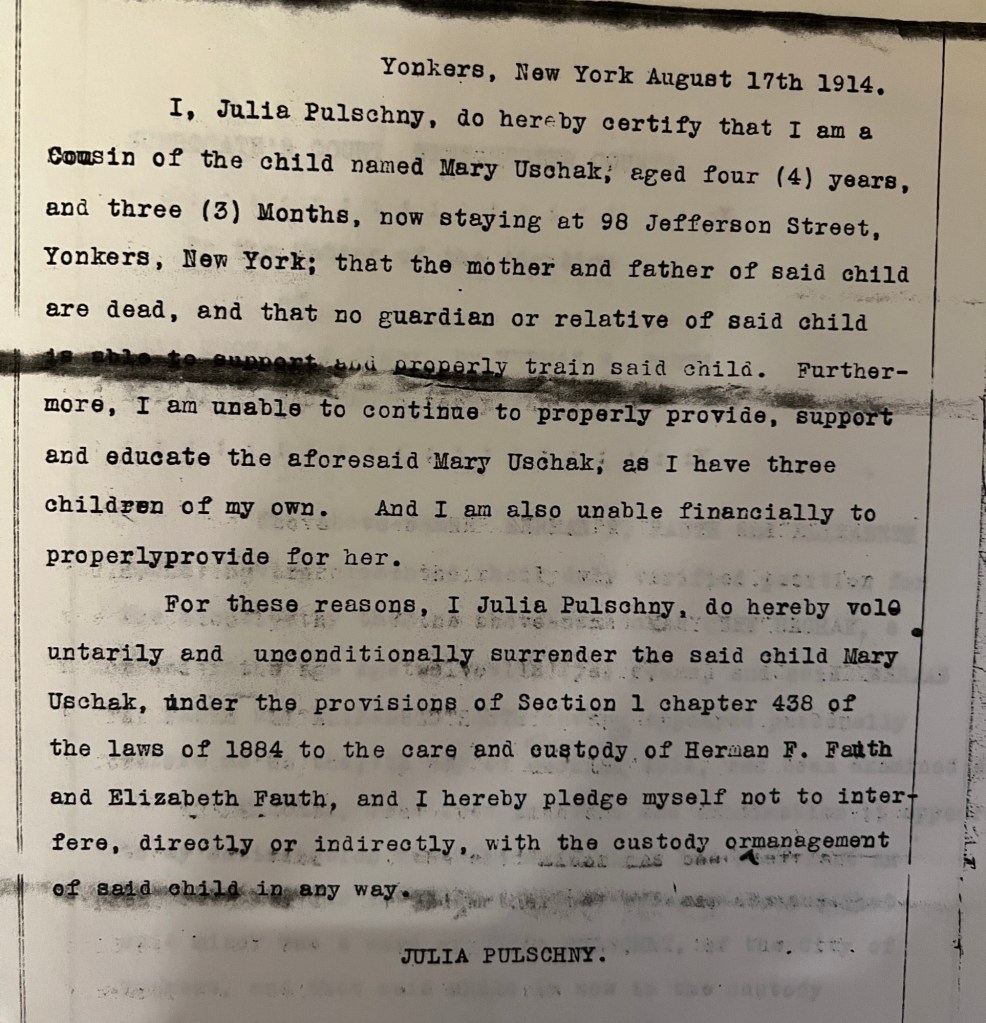 Yonkers, New York August 17th 1914.
I, Julia Pulschny, do hereby certify that I am a
Cousin of the child named Mary Uschak, aged four (4) years,
and three (3) Months, now staying at 98 Jefferson Street,
Yonkers, New York; that the mother and father of said child
are dead, and that no guardian or relative of said child
is able to support and properly train said child. Further-
more, I am unable to continue to properly provide, support
and educate the aforesaid Mary Uschak, as I have three
children of my own. And I am also unable financially to
properlyprovide for her.
For these reasons, I Julia Pulschny, do hereby vol
untarily and unconditionally surrender the said child Mary
Uschak, under the provisions of Section 1 chapter 438 of
the laws of 1884 to the care and custody of Herman F. Fauth
and Elizabeth Fauth, and I hereby pledge myself not to inter-
fere, directly or indirectly, with the custody ormanagement
of said child in any way.
JULIA PULSCHNY.